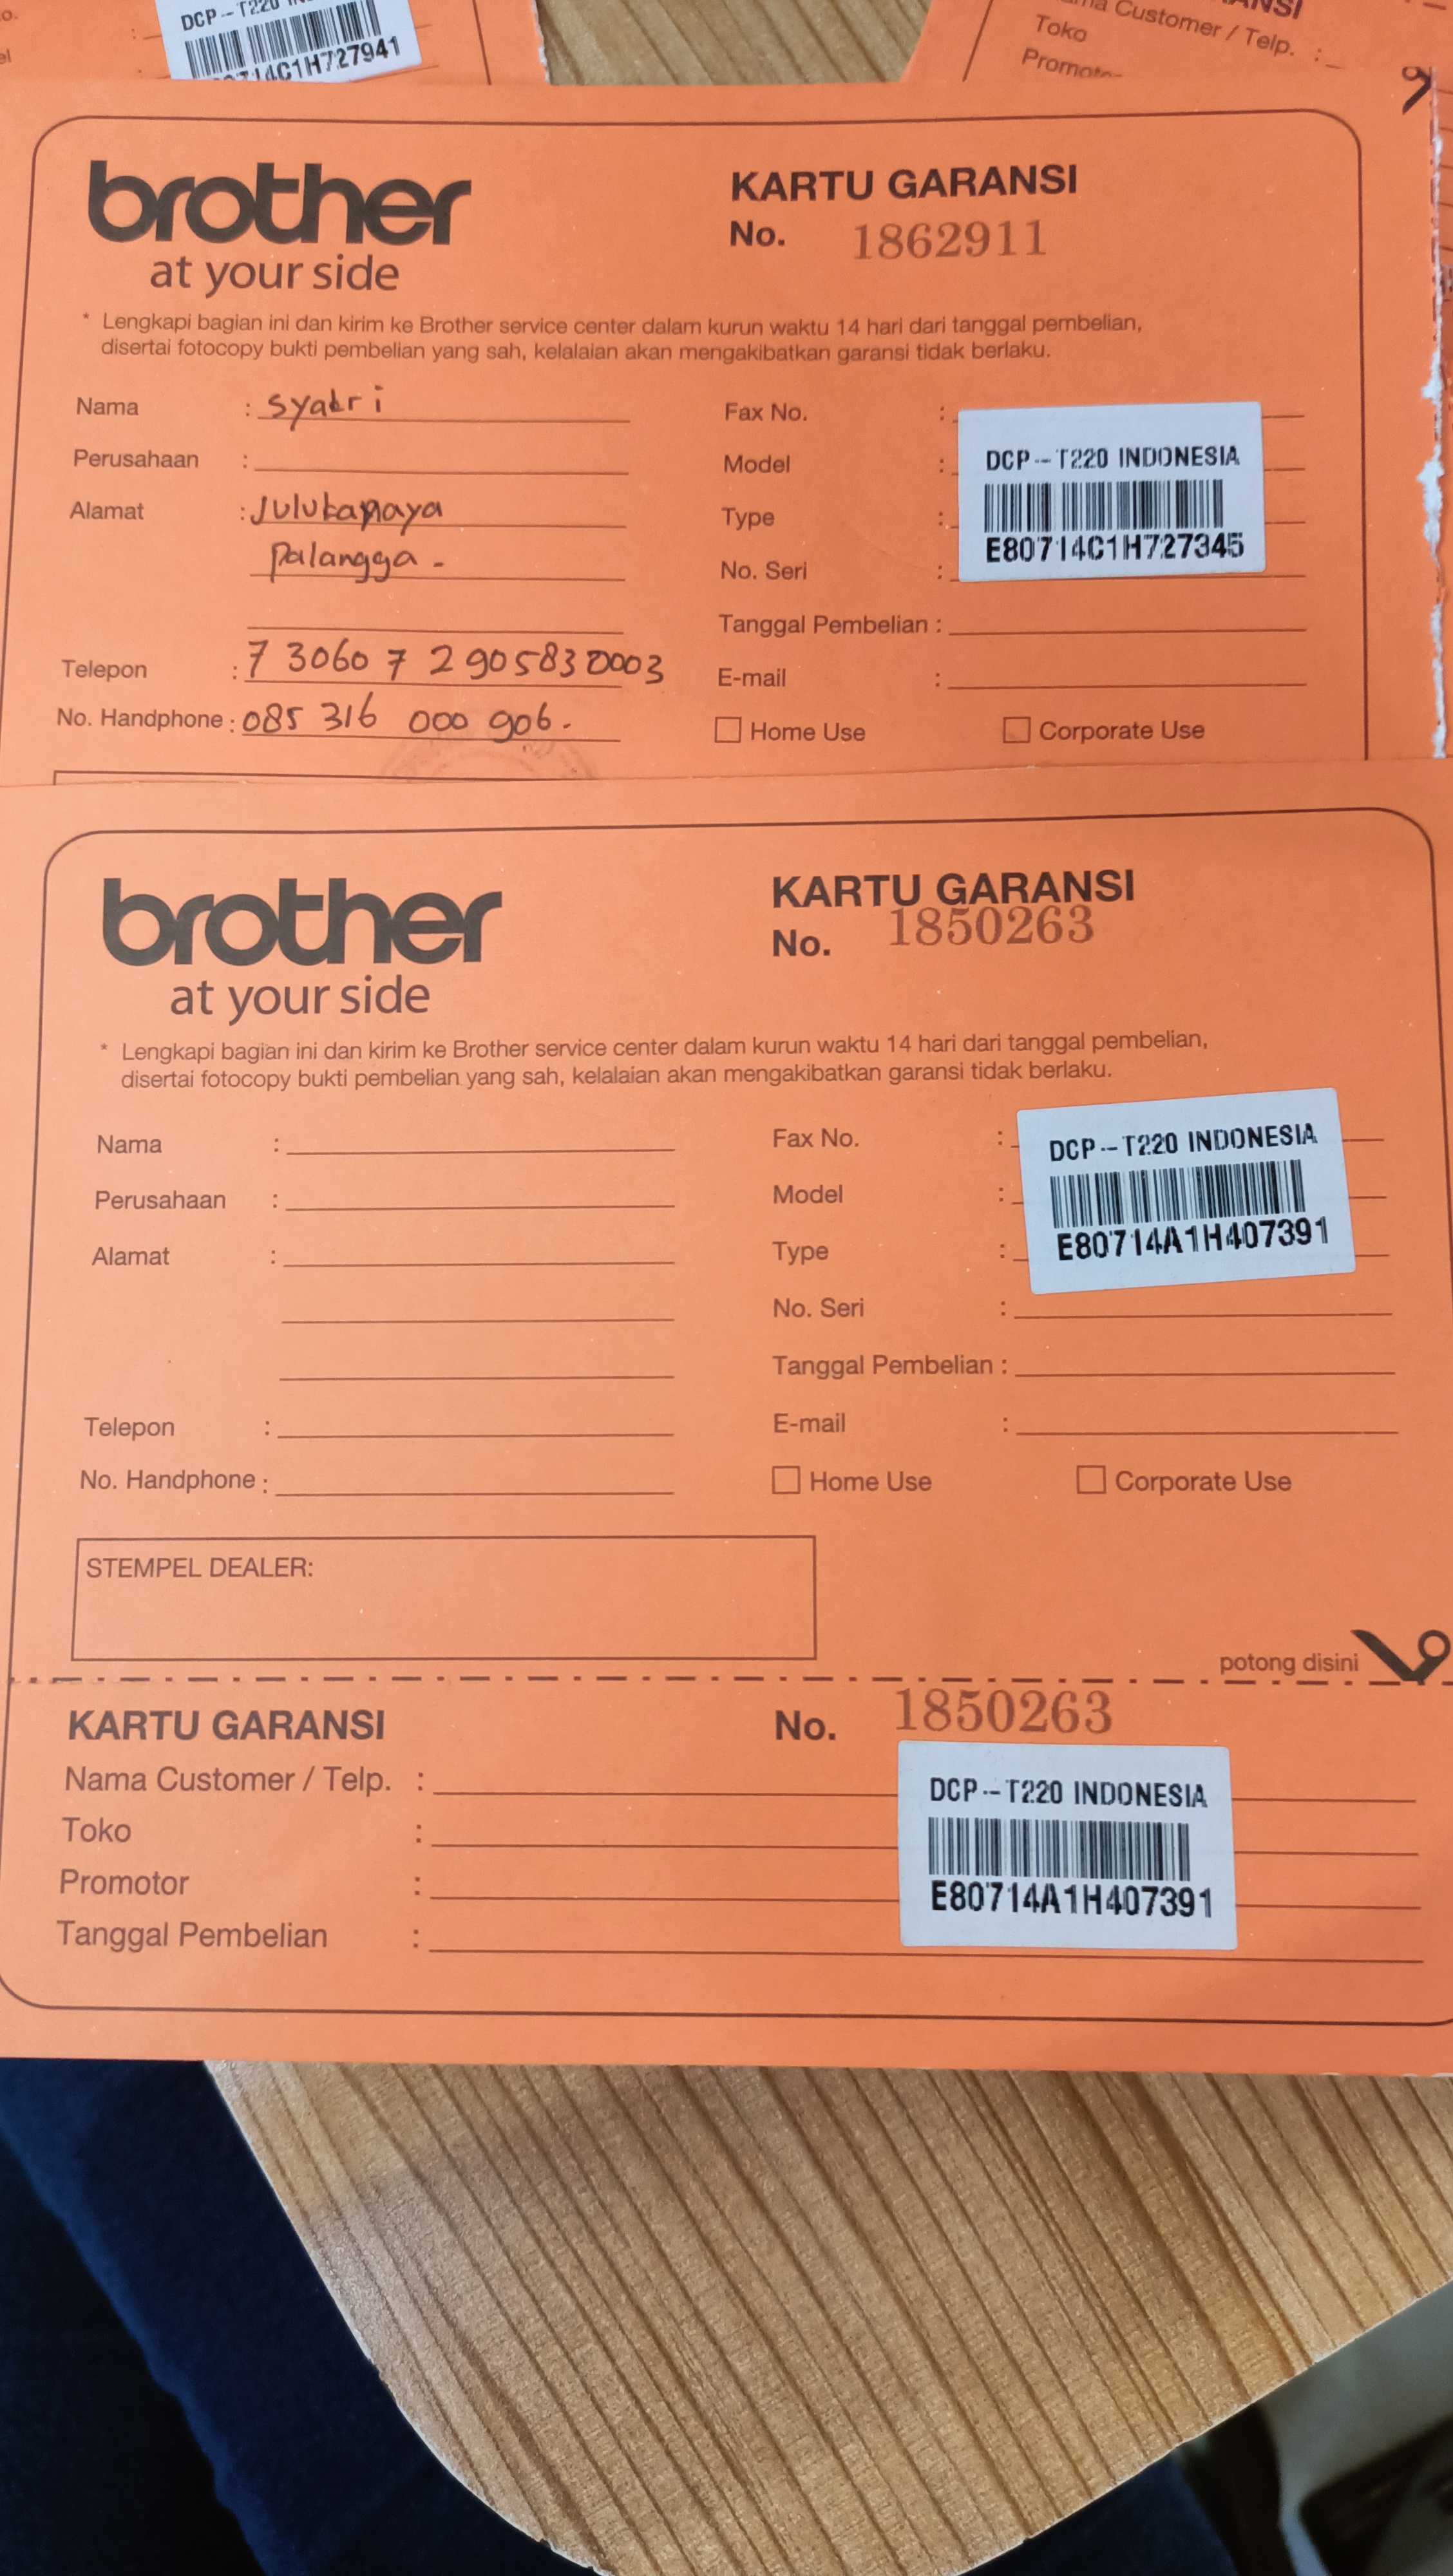 DCP--T220
E80714C1H727941
Customer / Telp. :
Toko
brother
at your side
KARTU GARANSI
No. 1862911
* Lengkapi bagian ini dan kirim ke Brother service center dalam kurun waktu 14 hari dari tanggal pembelian,
disertai fotocopy bukti pembelian yang sah, kelalaian akan mengakibatkan garansi tidak berlaku.
Nama :
Perusahaan :
Alamat :
Palangga -
Telepon : 7 3060 7 2905830003
No. Handphone : 085 316 000 906.
Fax No. :
Model :
Type :
No. Seri :
DCP--T220 INDONESIA
E80714C1H727345
Tanggal Pembelian :
E-mail :
Home Use Corporate Use
brother
at your side
KARTU GARANSI
No. 1850263
* Lengkapi bagian ini dan kirim ke Brother service center dalam kurun waktu 14 hari dari tanggal pembelian,
disertai fotocopy bukti pembelian yang sah, kelalaian akan mengakibatkan garansi tidak berlaku.
Nama :
Perusahaan :
Alamat :
Telepon :
No. Handphone :
Fax No. :
Model :
Type :
No. Seri :
DCP--T220 INDONESIA
E80714A1H407391
Tanggal Pembelian :
E-mail :
Home Use Corporate Use
STEMPEL DEALER:
potong disini
KARTU GARANSI No. 1850263
Nama Customer / Telp. :
Toko :
Promotor :
Tanggal Pembelian :
DCP--T220 INDONESIA
E80714A1H407391